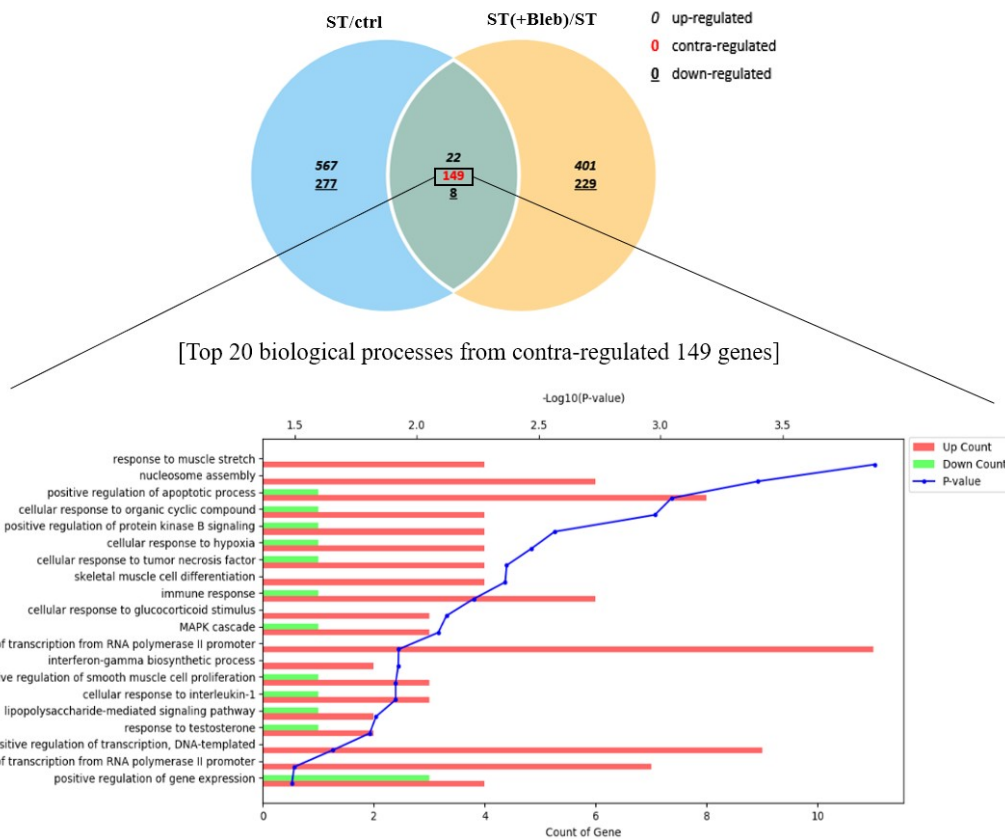 ST/ctrl
ST(+Bleb)/ST
0 up-regulated
0 contra-regulated
0 down-regulated
567
277
22
149
8
401
229
[Top 20 biological processes from contra-regulated 149 genes]
-Log10(P-value)
1.5 2.0 2.5 3.0 3.5
Up Count
Down Count
P-value
response to muscle stretch
nucleosome assembly
positive regulation of apoptotic process
cellular response to organic cyclic compound
positive regulation of protein kinase B signaling
cellular response to hypoxia
cellular response to tumor necrosis factor
skeletal muscle cell differentiation
immune response
cellular response to glucocorticoid stimulus
MAPK cascade
of transcription from RNA polymerase II promoter
interferon-gamma biosynthetic process
ve regulation of smooth muscle cell proliferation
cellular response to interleukin-1
lipopolysaccharide-mediated signaling pathway
response to testosterone
sitive regulation of transcription, DNA-templated
of transcription from RNA polymerase II promoter
positive regulation of gene expression
0 2 4 6 8 10
Count of Gene